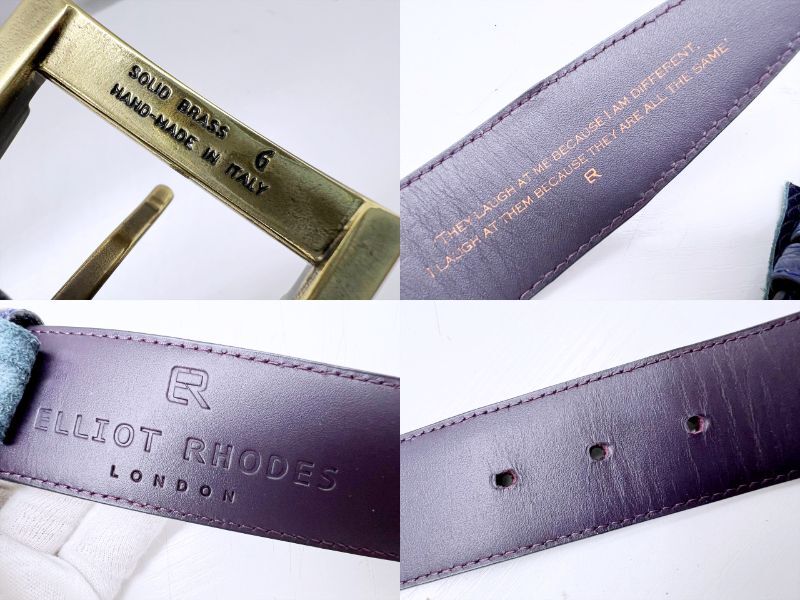 SOLID BRASS 6
HAND-MADE IN ITALY
"THEY LAUGH AT ME BECAUSE I AM DIFFERENT,
I LAUGH AT THEM BECAUSE THEY ARE ALL THE SAME"
ER
ER
ELLIOT RHODES
LONDON